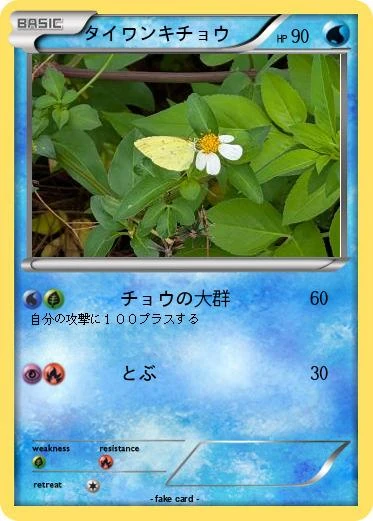 BASIC
タイワンキチョウ
HP 90
チョウの大群 60
自分の攻撃に１００プラスする
とぶ 30
weakness resistance
retreat
- fake card -